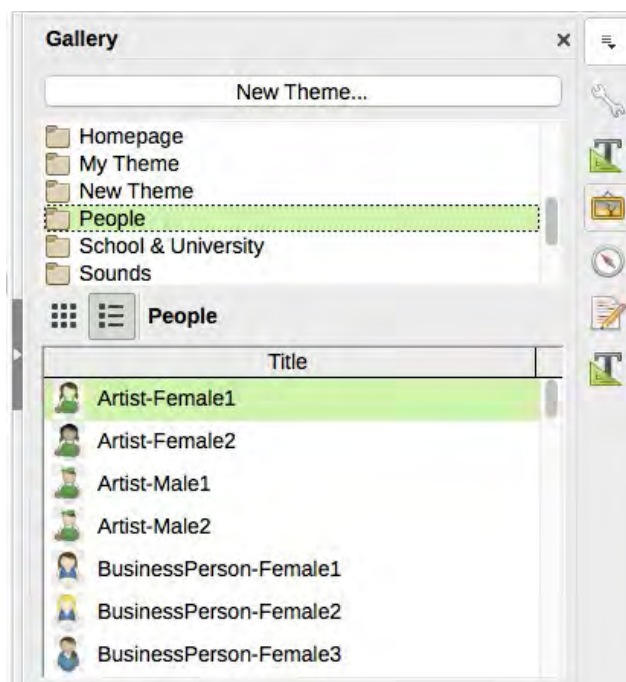 Gallery
New Theme...
Homepage
My Theme
New Theme
People
School & University
Sounds
People
Title
Artist-Female1
Artist-Female2
Artist-Male1
Artist-Male2
BusinessPerson-Female1
BusinessPerson-Female2
BusinessPerson-Female3